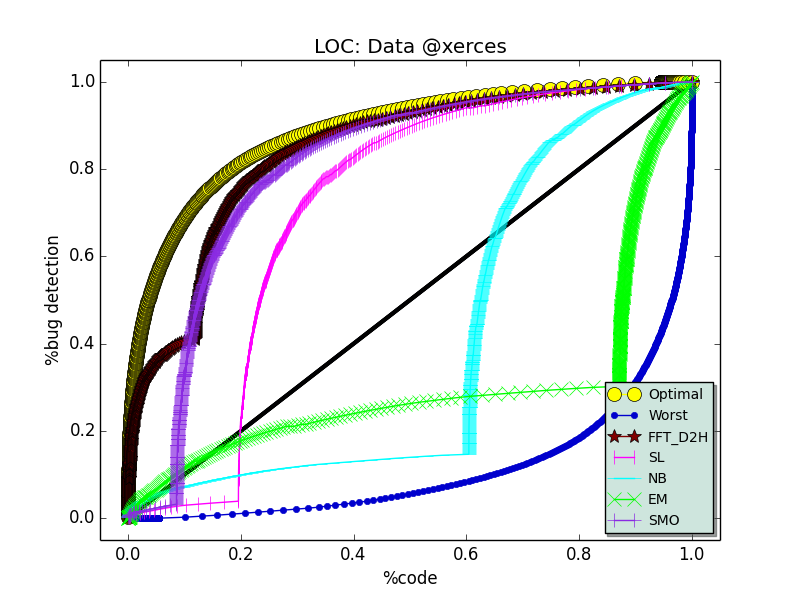 LOC: Data @xerces
1.0
0.8
0.6
0.4
0.2
0.0
%bug detection
0.0 0.2 0.4 0.6 0.8 1.0
%code
Optimal
Worst
FFT_D2H
SL
NB
EM
SMO